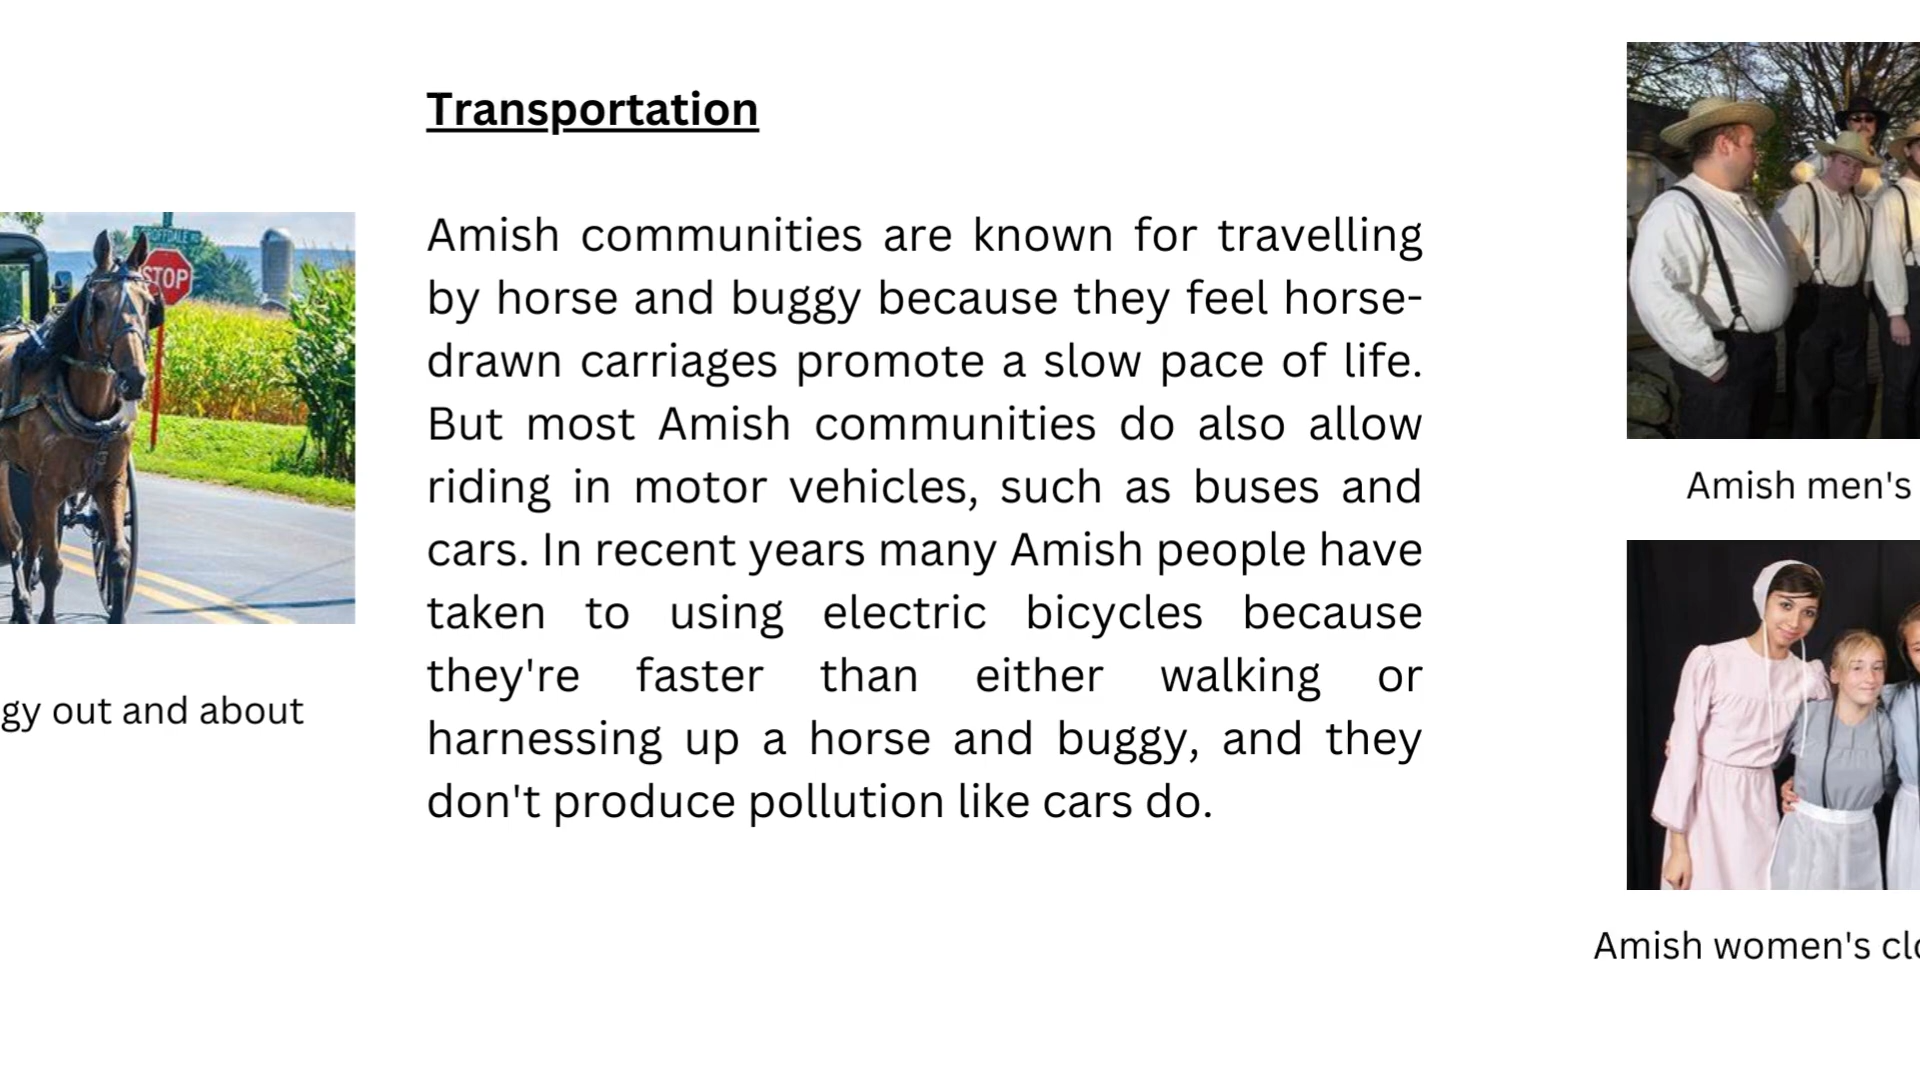 Transportation
Amish communities are known for travelling
by horse and buggy because they feel horse-
drawn carriages promote a slow pace of life.
But most Amish communities do also allow
riding in motor vehicles, such as buses and
cars. In recent years many Amish people have
taken to using electric bicycles because
they're faster than either walking or
harnessing up a horse and buggy, and they
don't produce pollution like cars do.
STOP
gy out and about
Amish men's
Amish women's clo